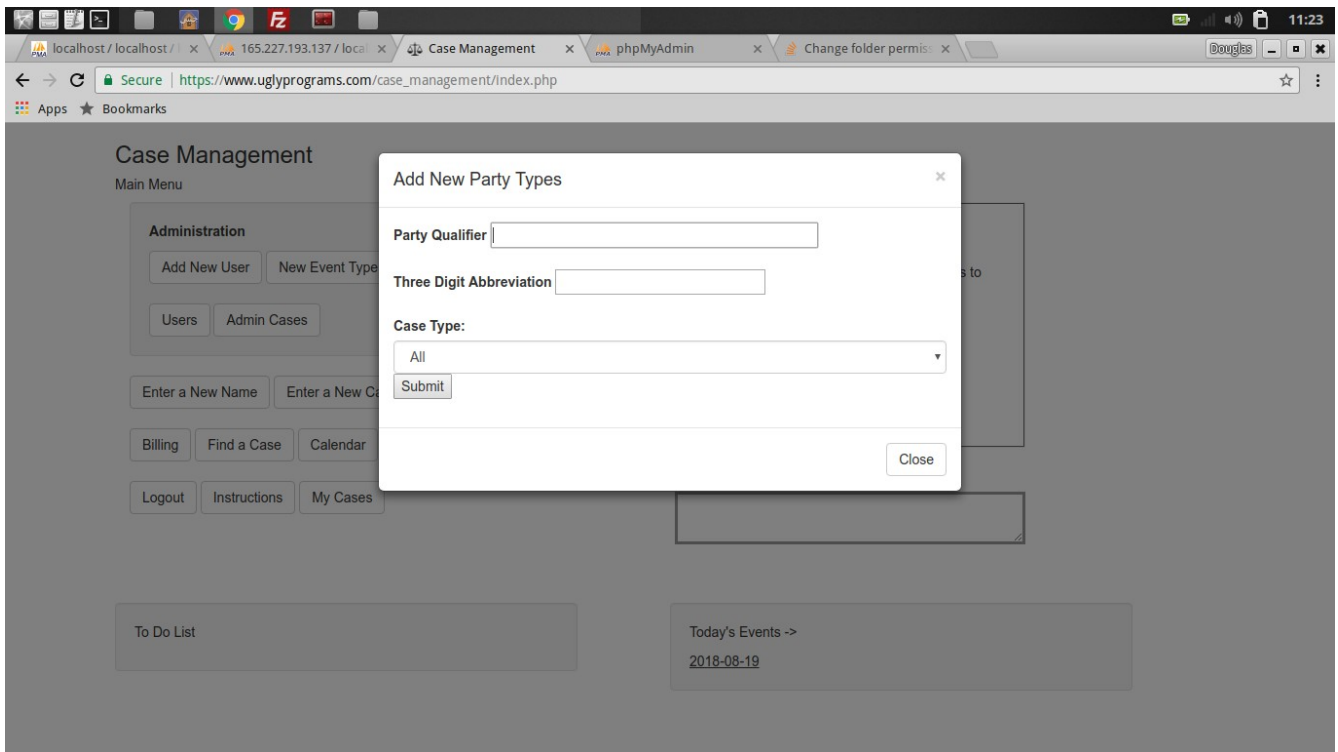 11:23
localhost / localhost /
165.227.193.137 / local
Case Management
phpMyAdmin
Change folder permis
Douglas
Secure | https://www.uglyprograms.com/case_management/index.php
Apps Bookmarks
Case Management
Main Menu
Administration
Add New User New Event Type
Users Admin Cases
Enter a New Name Enter a New Ca
Billing Find a Case Calendar
Logout Instructions My Cases
Add New Party Types ×
Party Qualifier
Three Digit Abbreviation
Case Type:
All
Submit
Close
s to
To Do List
Today's Events ->
2018-08-19